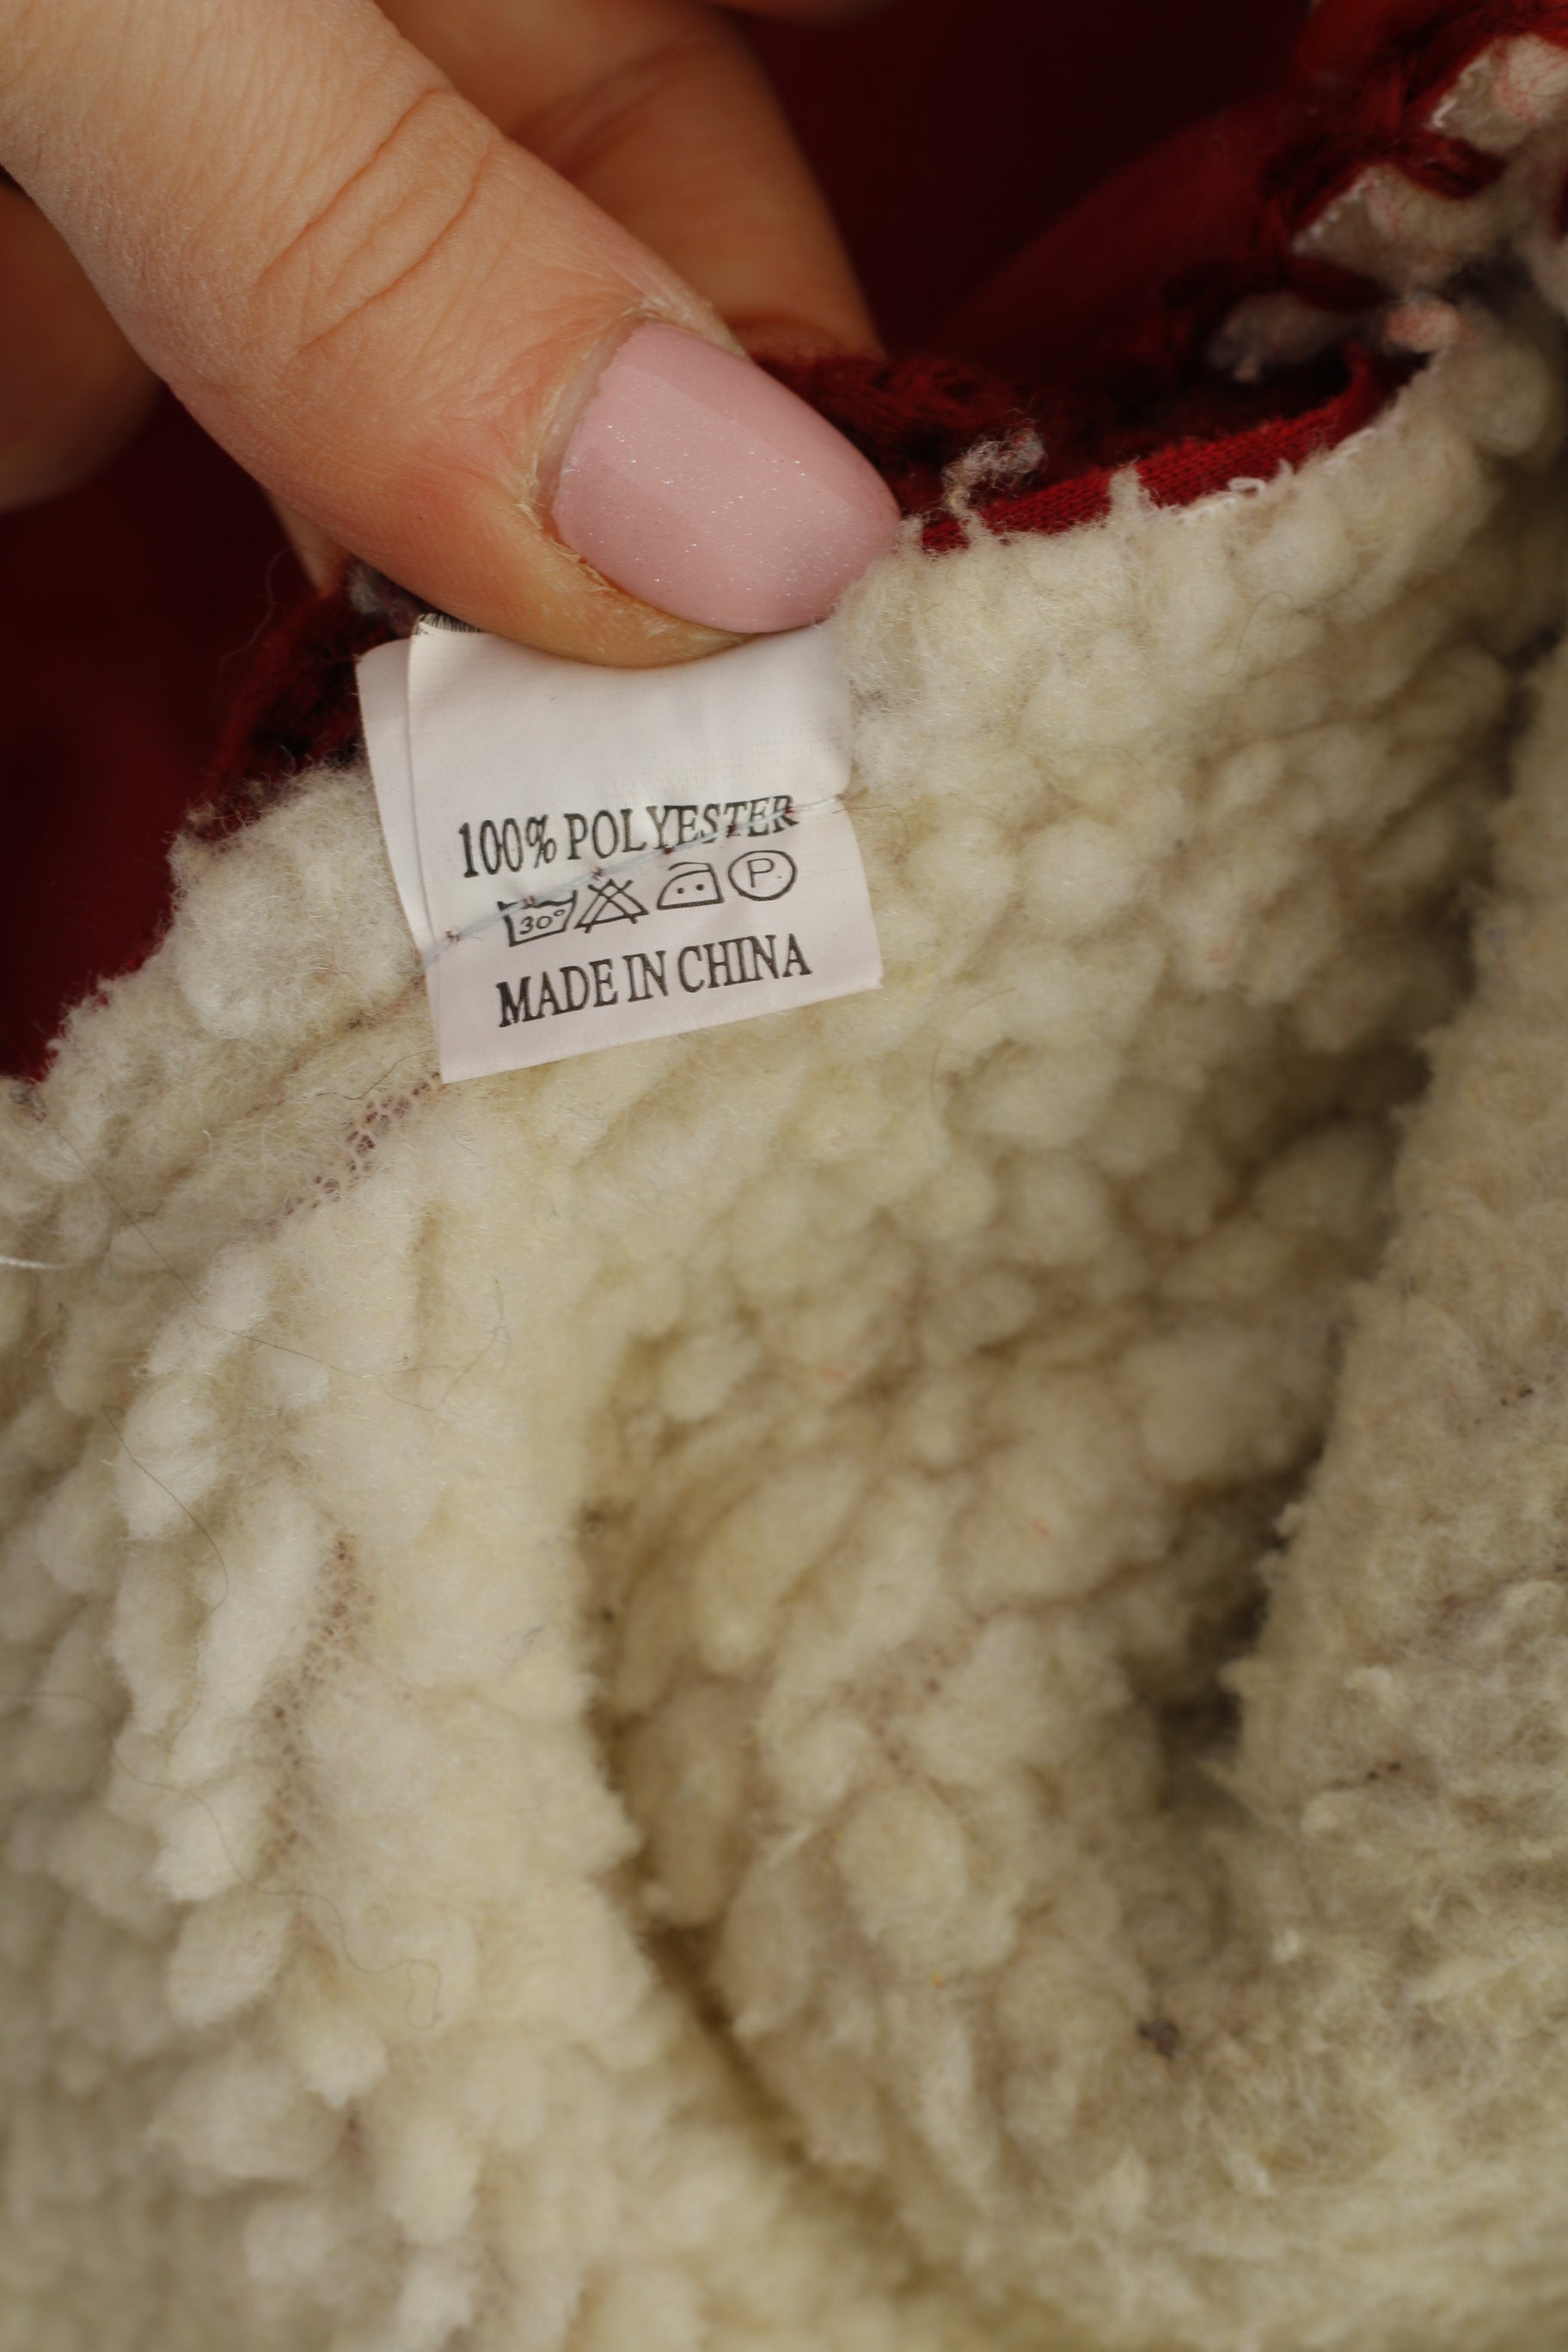 100% POLYESTER
30° P
MADE IN CHINA